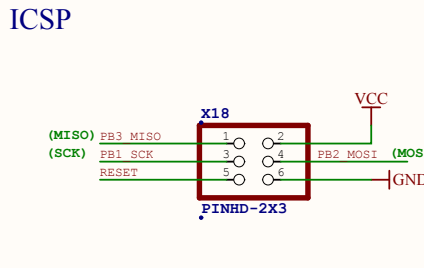 ICSP
X18
VCC
(MISO) PB3 MISO 1 2
(SCK) PB1 SCK 3 4 PB2 MOSI (MOS
RESET 5 6 GND
PINHD-2X3